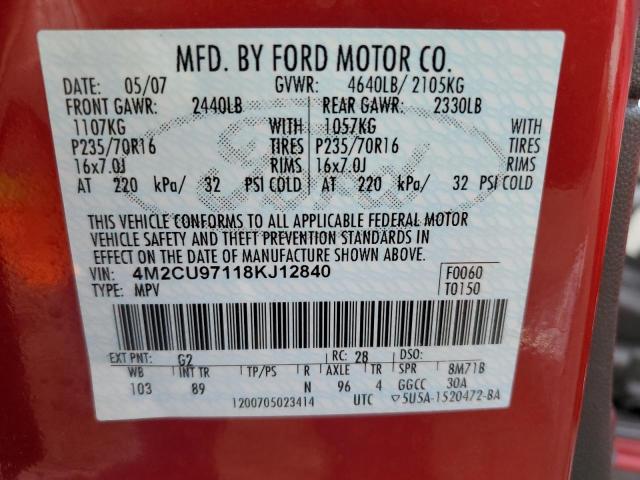 MFD. BY FORD MOTOR CO.
DATE: 05/07 GVWR: 4640LB/ 2105KG
FRONT GAWR: 2440LB REAR GAWR: 2330LB
1107KG WITH 1057KG WITH
P235/70R16 TIRES P235/70R16 TIRES
16x7.0J RIMS 16x7.0J RIMS
AT 220 kPa/ 32 PSI COLD AT 220 kPa/ 32 PSI COLD
THIS VEHICLE CONFORMS TO ALL APPLICABLE FEDERAL MOTOR
VEHICLE SAFETY AND THEFT PREVENTION STANDARDS IN
EFFECT ON THE DATE OF MANUFACTURE SHOWN ABOVE.
VIN: 4M2CU97118KJ12840 F0060
TYPE: MPV T0150
EXT PNT: G2 RC: 28 DSO:
WB INT TR TP/PS R AXLE TR SPR 8M71B
103 89 N 96 4 GGCC 30A
1200705023414 UTC ▽5U5A-1520472-BA
Ford